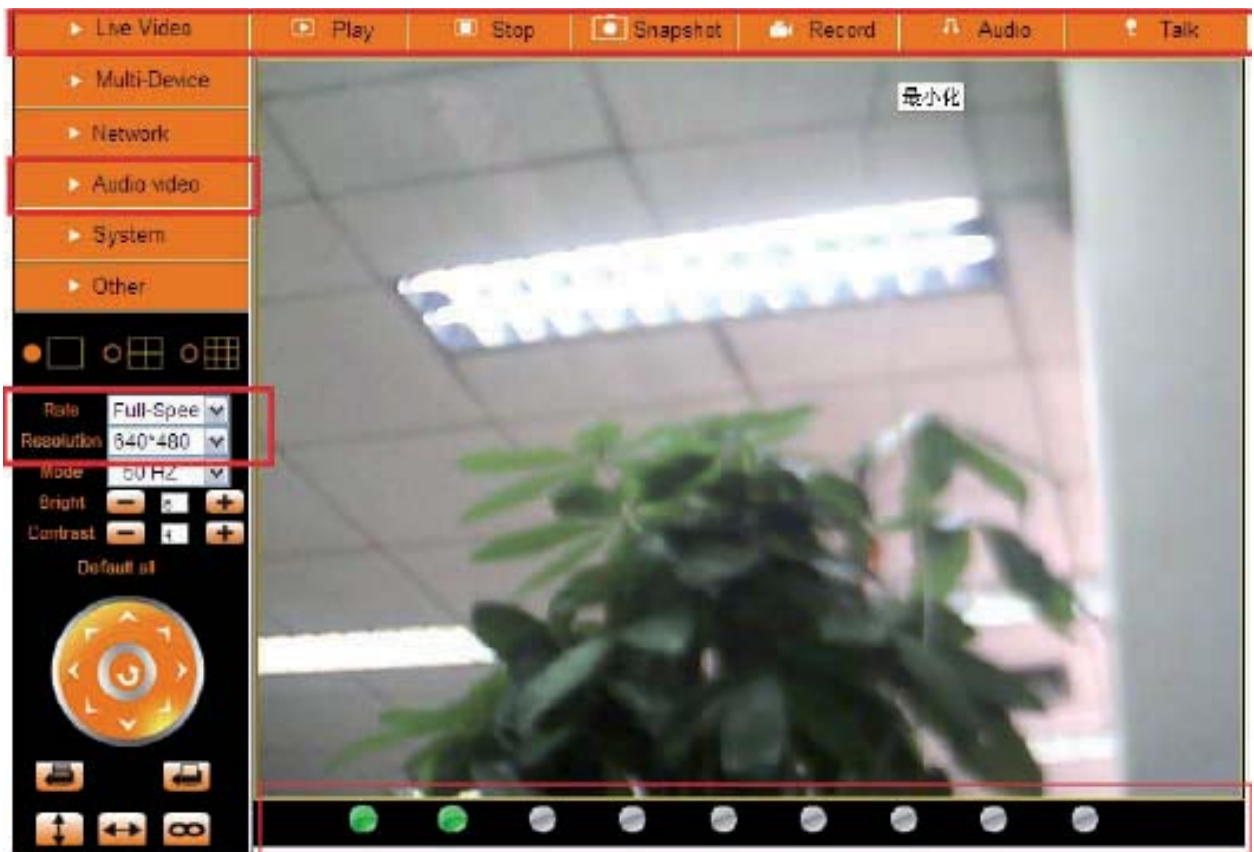 Live Video Play Stop Snapshot Record Audio Talk
Multi-Device
最小化
Network
Audio video
System
Other
Rate Full-Spee
Resolution 640*480
Mode 50 HZ
Bright
Contrast 4
Default all